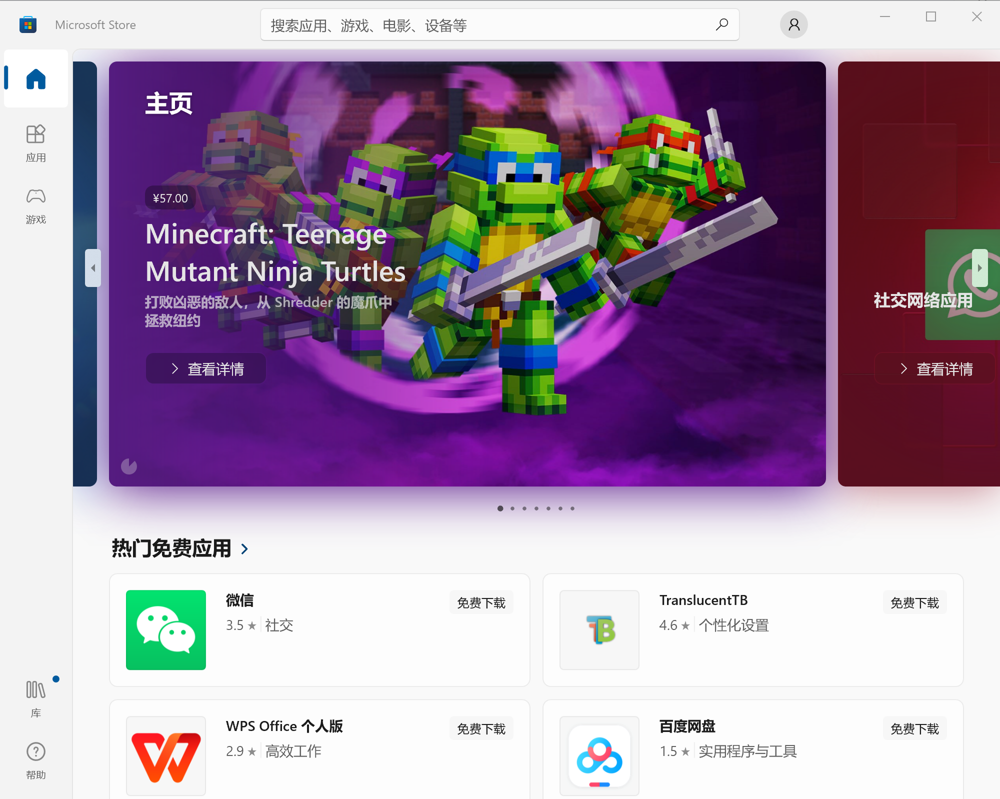 Microsoft Store
搜索应用、游戏、电影、设备等
应用
游戏
库
帮助
主页
¥57.00
Minecraft: Teenage
Mutant Ninja Turtles
打败凶恶的敌人，从 Shredder 的魔爪中
拯救纽约
查看详情
社交网络应用
查看详情
热门免费应用
微信
3.5 ★ 社交
免费下载
TranslucentTB
4.6 ★ 个性化设置
免费下载
WPS Office 个人版
2.9 ★ 高效工作
免费下载
百度网盘
1.5 ★ 实用程序与工具
免费下载